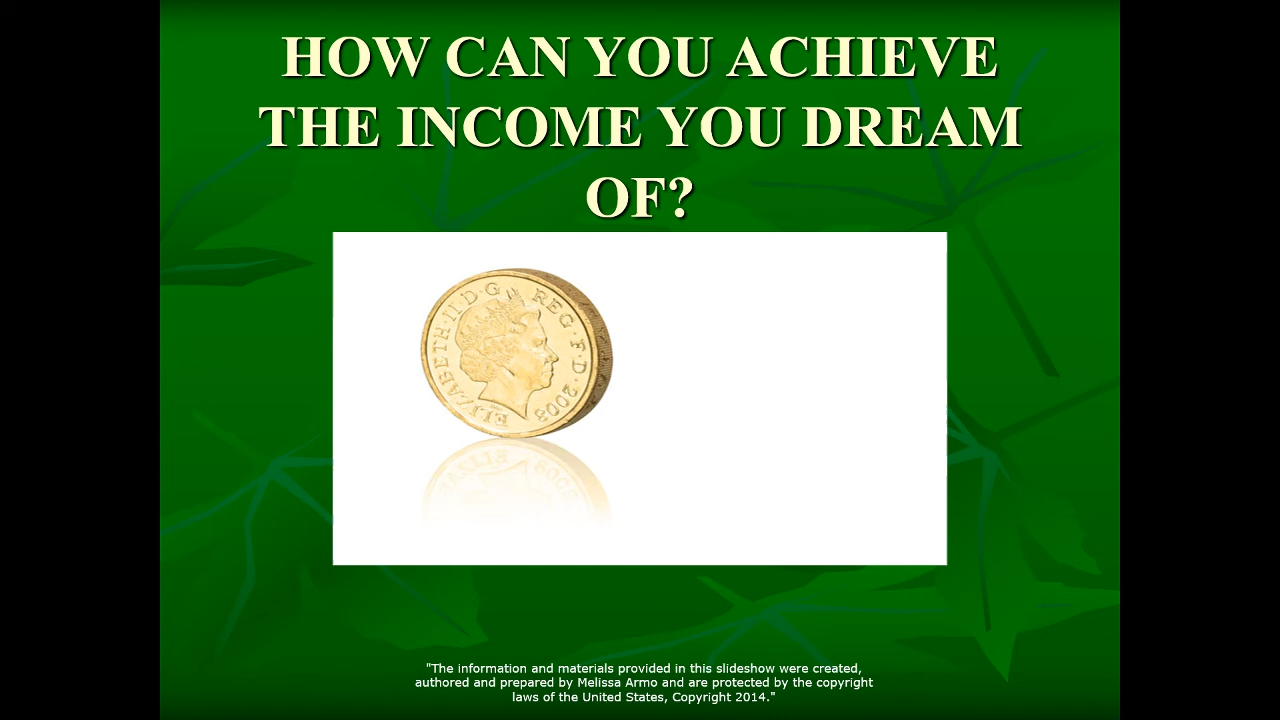 HOW CAN YOU ACHIEVE
THE INCOME YOU DREAM
OF?
ELIZABETH·II·D·G REG·F·D·2008
"The information and materials provided in this slideshow were created,
authored and prepared by Melissa Armo and are protected by the copyright
laws of the United States, Copyright 2014."